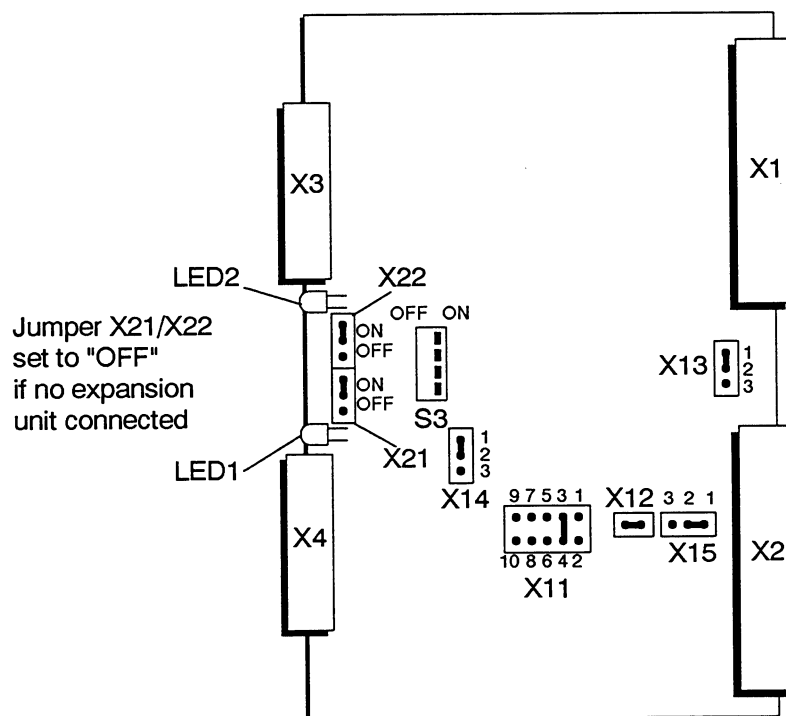 X3
X1
LED2
X22
OFF ON
Jumper X21/X22
set to "OFF"
if no expansion
unit connected
ON
OFF
ON
OFF
S3
X13
1
2
3
LED1
X21
X14
1
2
3
9 7 5 3 1
10 8 6 4 2
X11
X12
3 2 1
X15
X4
X2